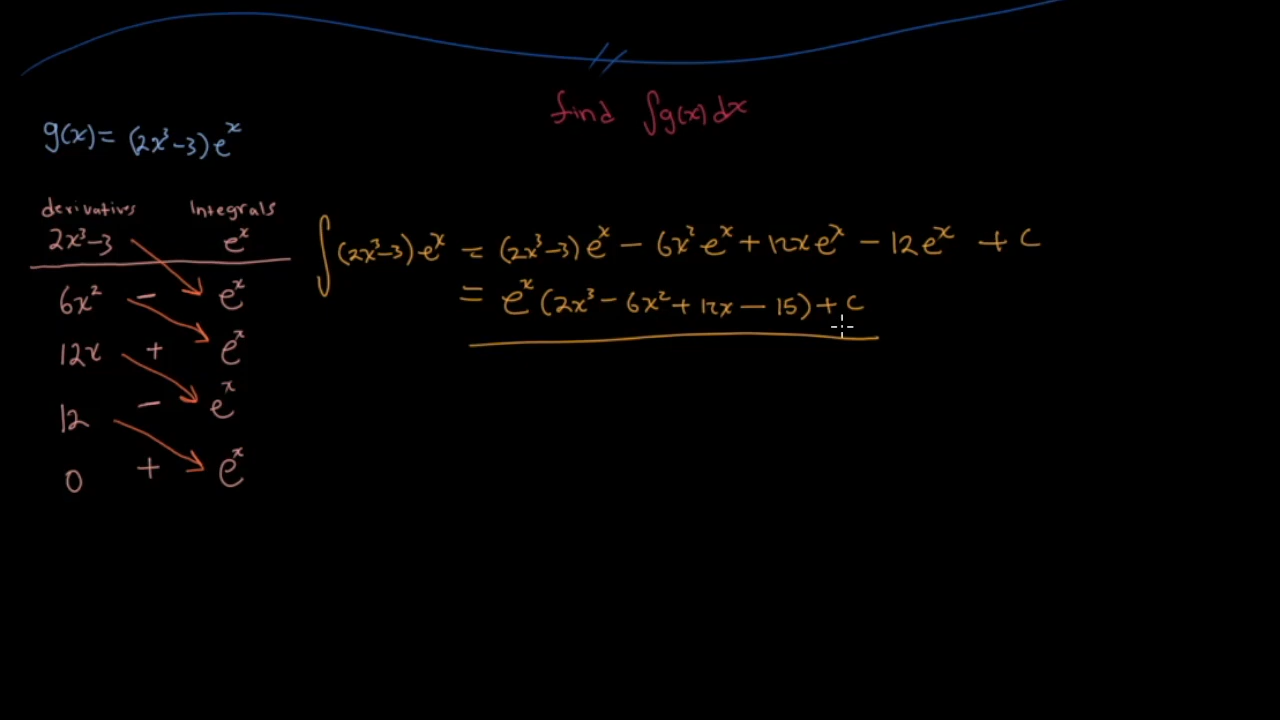 find ∫g(x)dx
g(x)= (2x³-3)eˣ
derivatives Integrals
2x³-3 eˣ
6x² - eˣ
12x + eˣ
12 - eˣ
0 + eˣ
∫(2x³-3)eˣ = (2x³-3)eˣ - 6x²eˣ + 12xeˣ - 12eˣ + C
= eˣ(2x³ - 6x² + 12x - 15) + C